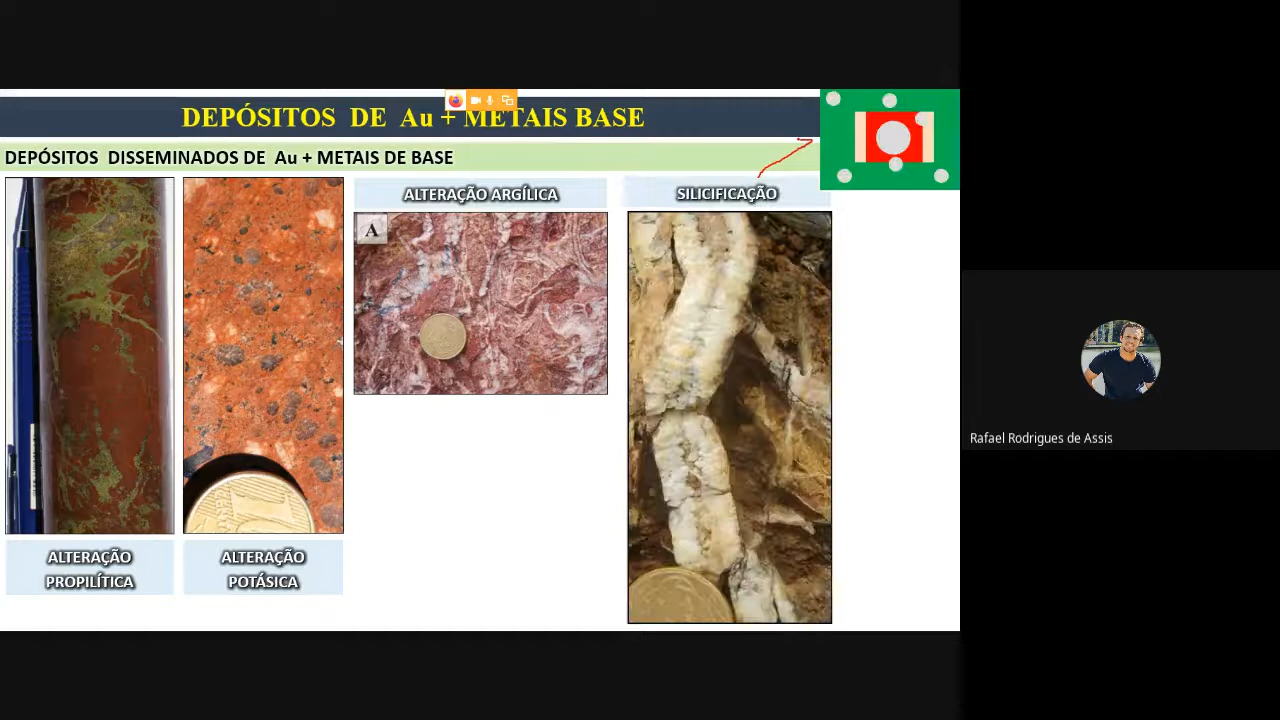 DEPÓSITOS DE Au + METAIS BASE
DEPÓSITOS DISSEMINADOS DE Au + METAIS DE BASE
ALTERAÇÃO ARGÍLICA
SILICIFICAÇÃO
A
ALTERAÇÃO
PROPILÍTICA
ALTERAÇÃO
POTÁSICA
Rafael Rodrigues de Assis